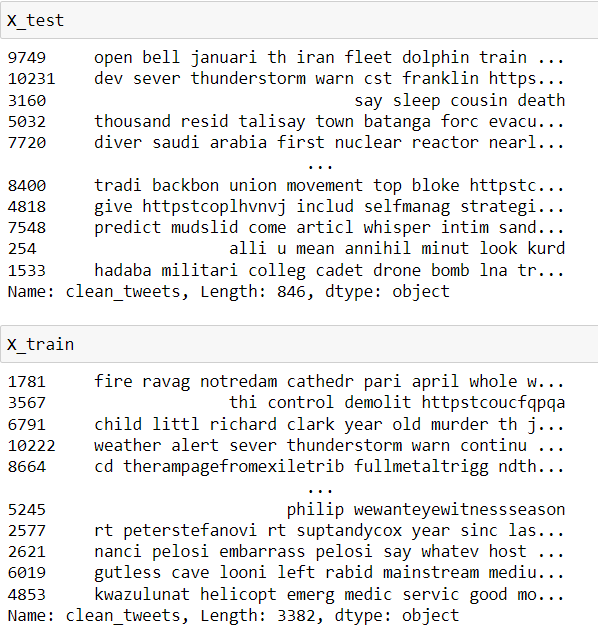 X_test
9749 open bell januari th iran fleet dolphin train ...
10231 dev sever thunderstorm warn cst franklin https...
3160 say sleep cousin death
5032 thousand resid talisay town batanga forc evacu...
7720 diver saudi arabia first nuclear reactor nearl...
...
8400 tradi backbon union movement top bloke httpstc...
4818 give httpstcoplhvnvj includ selfmanag strategi...
7548 predict mudslid come articl whisper intim sand...
254 alli u mean annihil minut look kurd
1533 hadaba militari colleg cadet drone bomb lna tr...
Name: clean_tweets, Length: 846, dtype: object
X_train
1781 fire ravag notredam cathedr pari april whole w...
3567 thi control demolit httpstcoucfqpqa
6791 child littl richard clark year old murder th j...
10222 weather alert sever thunderstorm warn continu ...
8664 cd therampagefromexiletrib fullmetaltrigg ndth...
...
5245 philip wewanteyewitnessseason
2577 rt peterstefanovi rt suptandycox year sinc las...
2621 nanci pelosi embarrass pelosi say whatev host ...
6019 gutless cave looni left rabid mainstream mediu...
4853 kwazulunat helicopt emerg medic servic good mo...
Name: clean_tweets, Length: 3382, dtype: object